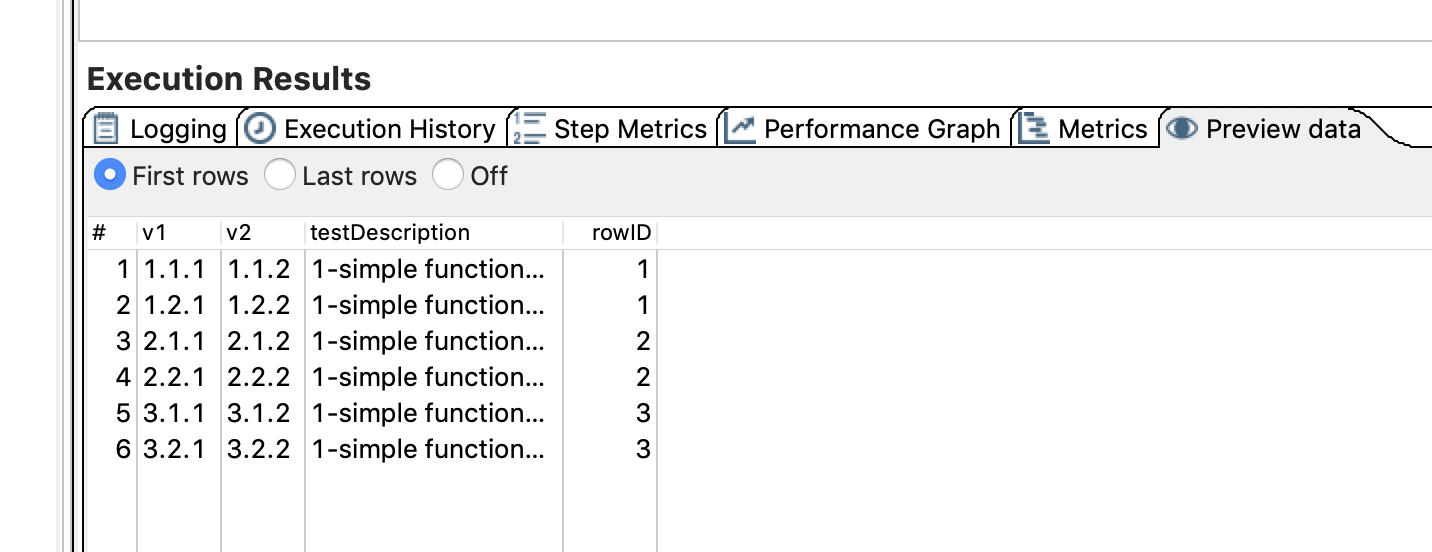 Execution Results
Logging Execution History Step Metrics Performance Graph Metrics Preview data
First rows Last rows Off
# v1 v2 testDescription rowID
1 1.1.1 1.1.2 1-simple function... 1
2 1.2.1 1.2.2 1-simple function... 1
3 2.1.1 2.1.2 1-simple function... 2
4 2.2.1 2.2.2 1-simple function... 2
5 3.1.1 3.1.2 1-simple function... 3
6 3.2.1 3.2.2 1-simple function... 3